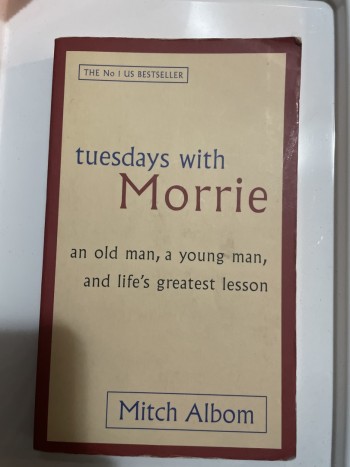 THE No 1 US BESTSELLER
tuesdays with
Morrie
an old man, a young man,
and life's greatest lesson
Mitch Albom